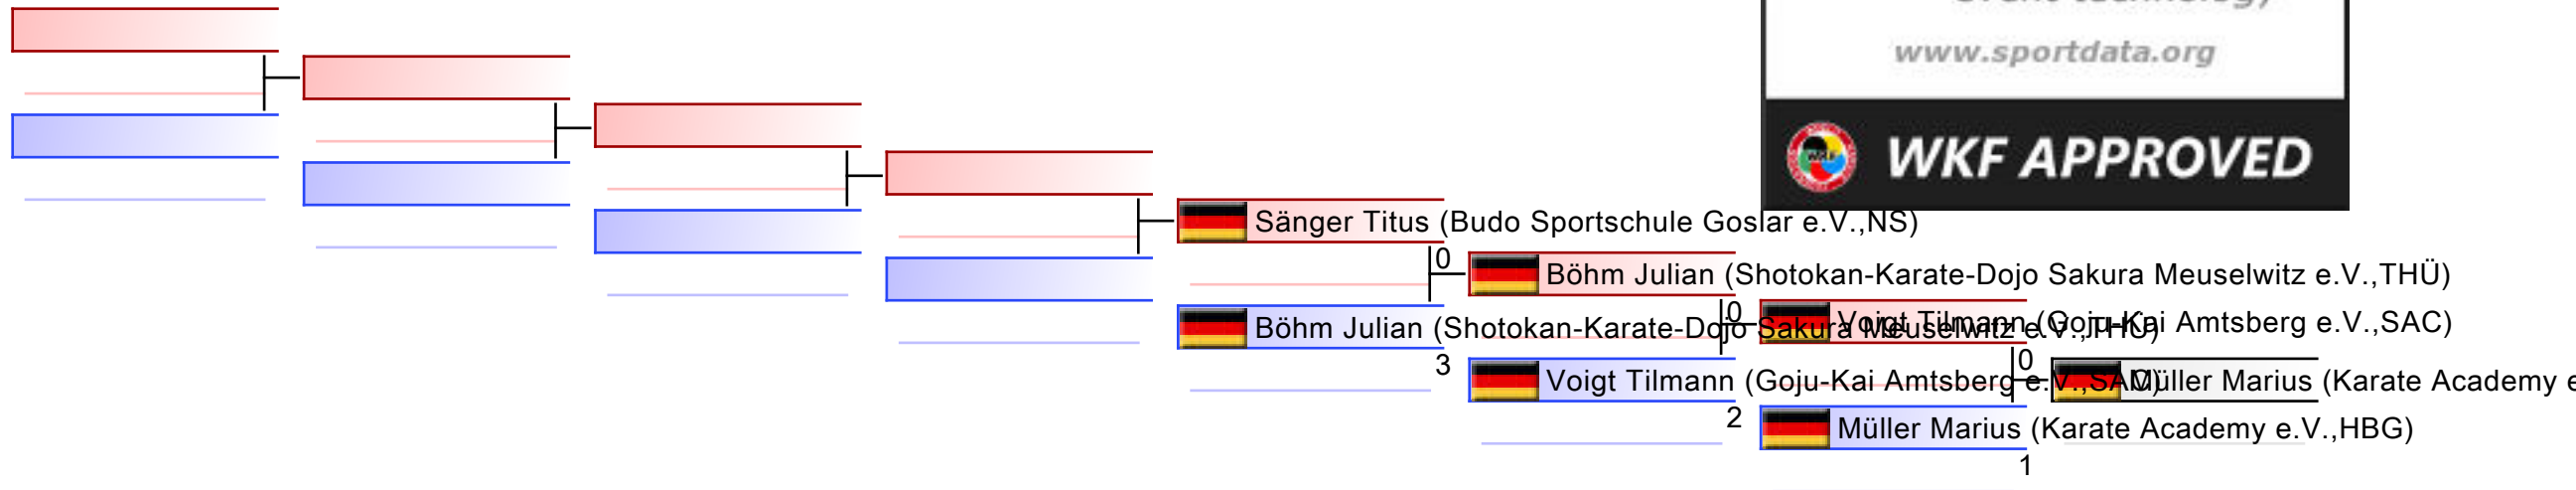 www.sportdata.org
WKF APPROVED
Sänger Titus (Budo Sportschule Goslar e.V.,NS)
0
Böhm Julian (Shotokan-Karate-Dojo Sakura Meuselwitz e.V.,THÜ)
Böhm Julian (Shotokan-Karate-Dojo Sakura Meuselwitz e.V.,THÜ)
3
0
Voigt Tilmann (Goju-Kai Amtsberg e.V.,SAC)
Voigt Tilmann (Goju-Kai Amtsberg e.V.,SAC)
2
0
Müller Marius (Karate Academy e
Müller Marius (Karate Academy e.V.,HBG)
1